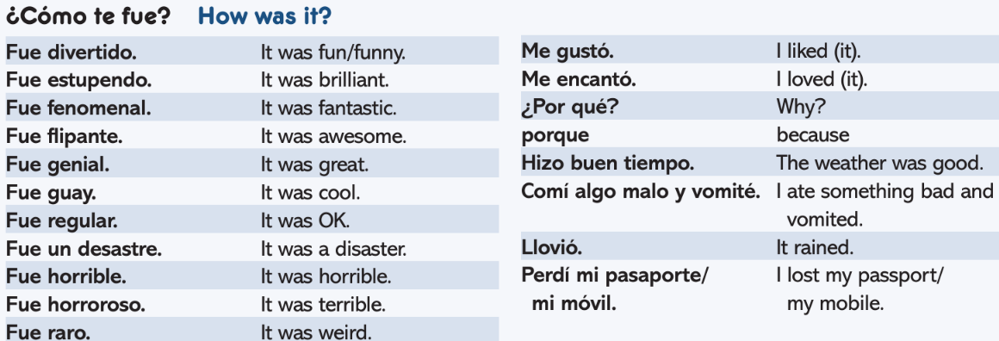 ¿Cómo te fue? How was it?
Fue divertido. It was fun/funny.
Fue estupendo. It was brilliant.
Fue fenomenal. It was fantastic.
Fue flipante. It was awesome.
Fue genial. It was great.
Fue guay. It was cool.
Fue regular. It was OK.
Fue un desastre. It was a disaster.
Fue horrible. It was horrible.
Fue horroroso. It was terrible.
Fue raro. It was weird.
Me gustó. I liked (it).
Me encantó. I loved (it).
¿Por qué? Why?
porque because
Hizo buen tiempo. The weather was good.
Comí algo malo y vomité. I ate something bad and
vomited.
Llovió. It rained.
Perdí mi pasaporte/ I lost my passport/
mi móvil. my mobile.